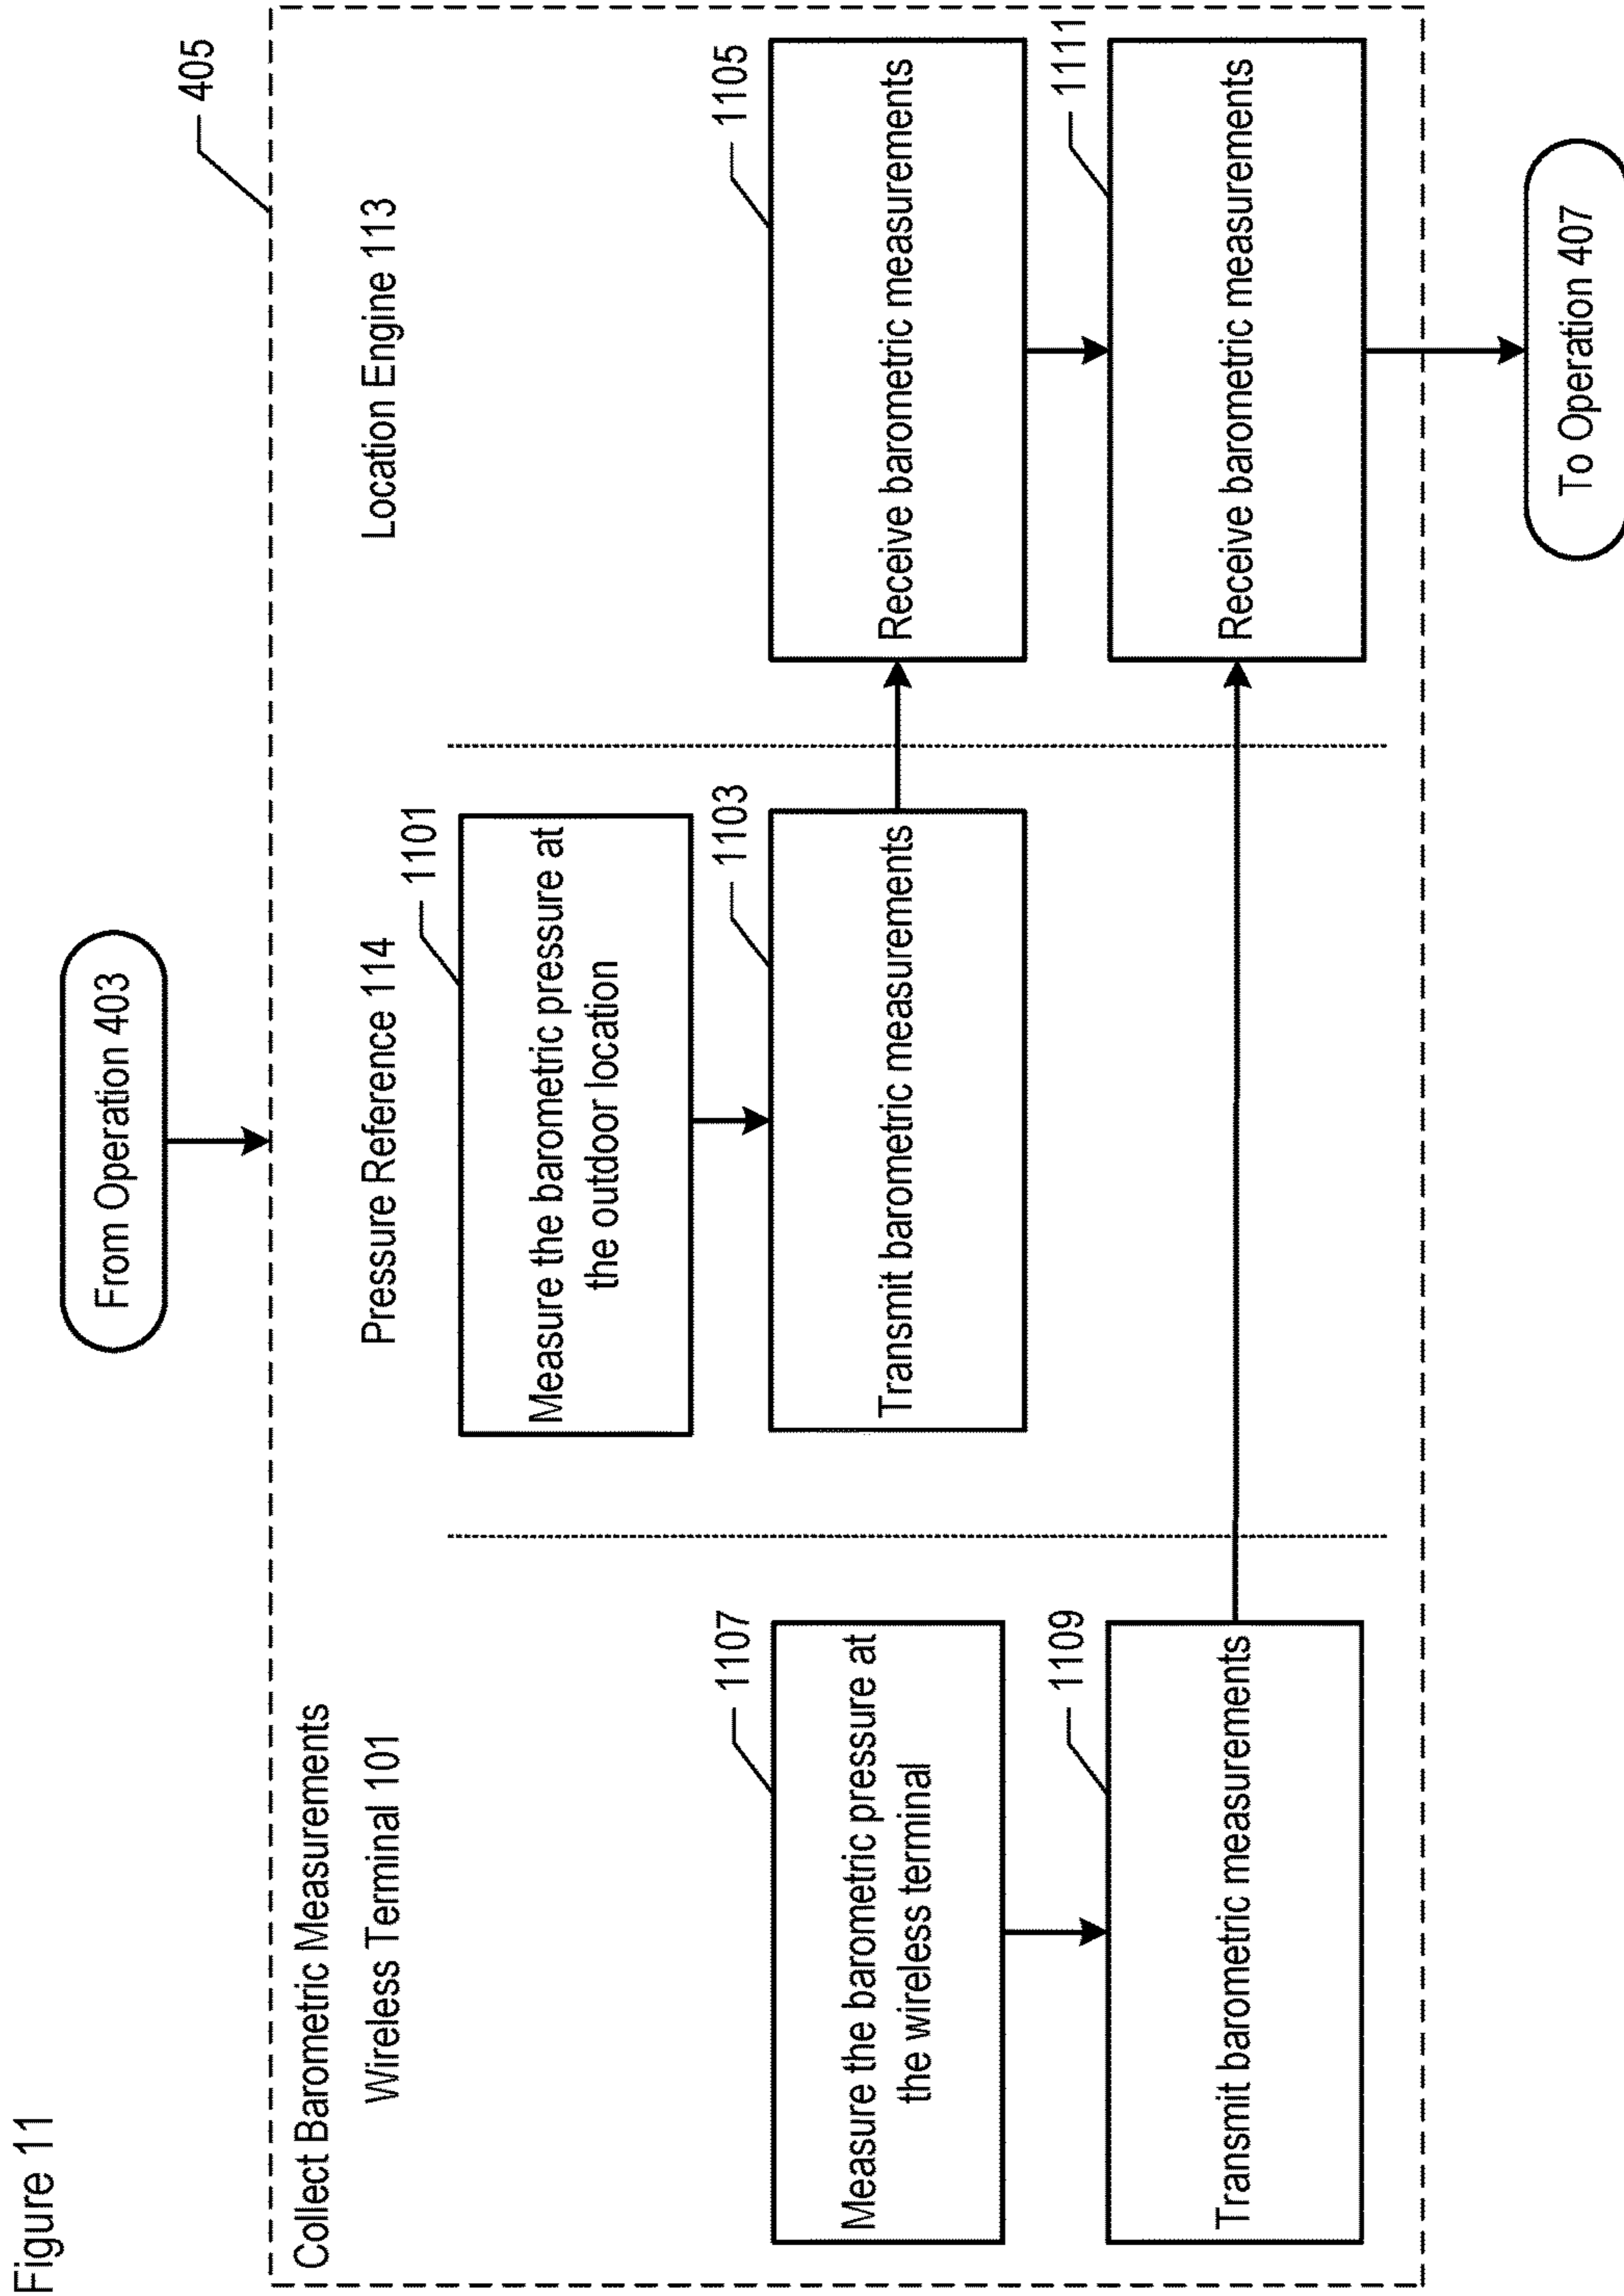 Figure 11
From Operation 403
405
Collect Barometric Measurements
Wireless Terminal 101
Pressure Reference 114
Location Engine 113
1101
Measure the barometric pressure at
the outdoor location
1107
Measure the barometric pressure at
the wireless terminal
1103
Transmit barometric measurements
1105
Receive barometric measurements
1109
Transmit barometric measurements
1111
Receive barometric measurements
To Operation 407